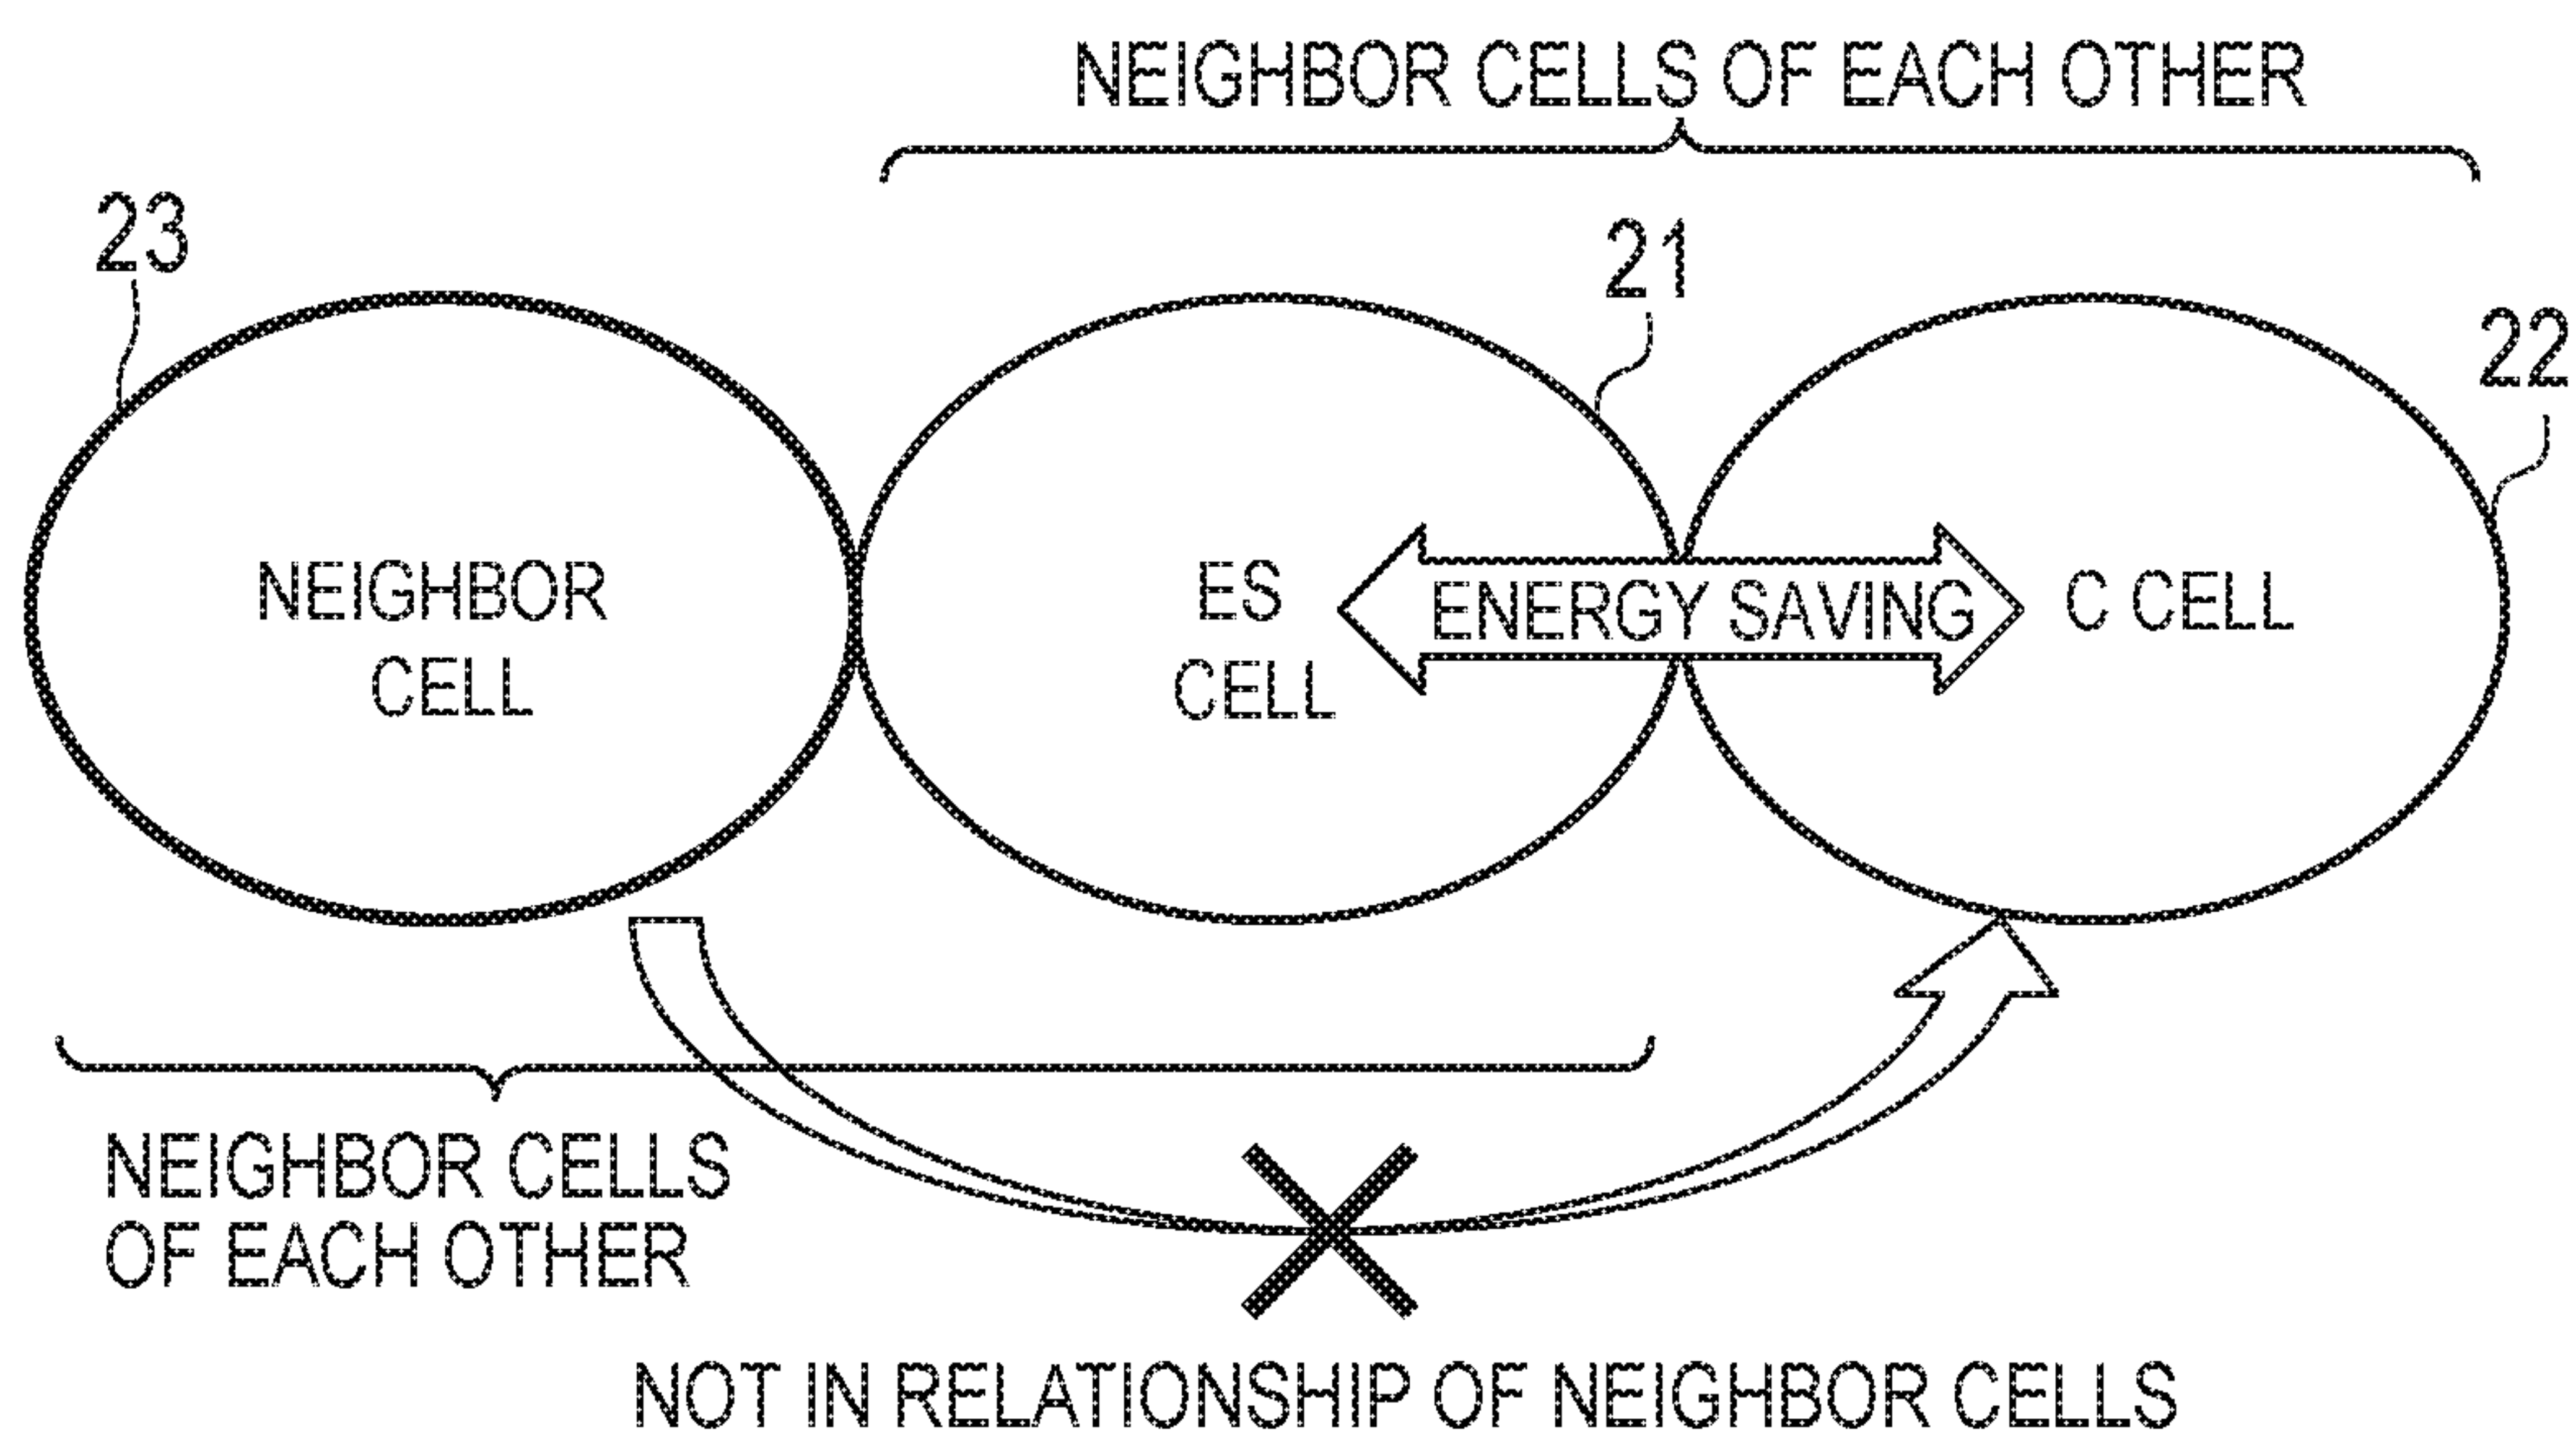 NEIGHBOR CELLS OF EACH OTHER
23
21
22
NEIGHBOR
CELL
ES
CELL
ENERGY SAVING
C CELL
NEIGHBOR CELLS
OF EACH OTHER
NOT IN RELATIONSHIP OF NEIGHBOR CELLS